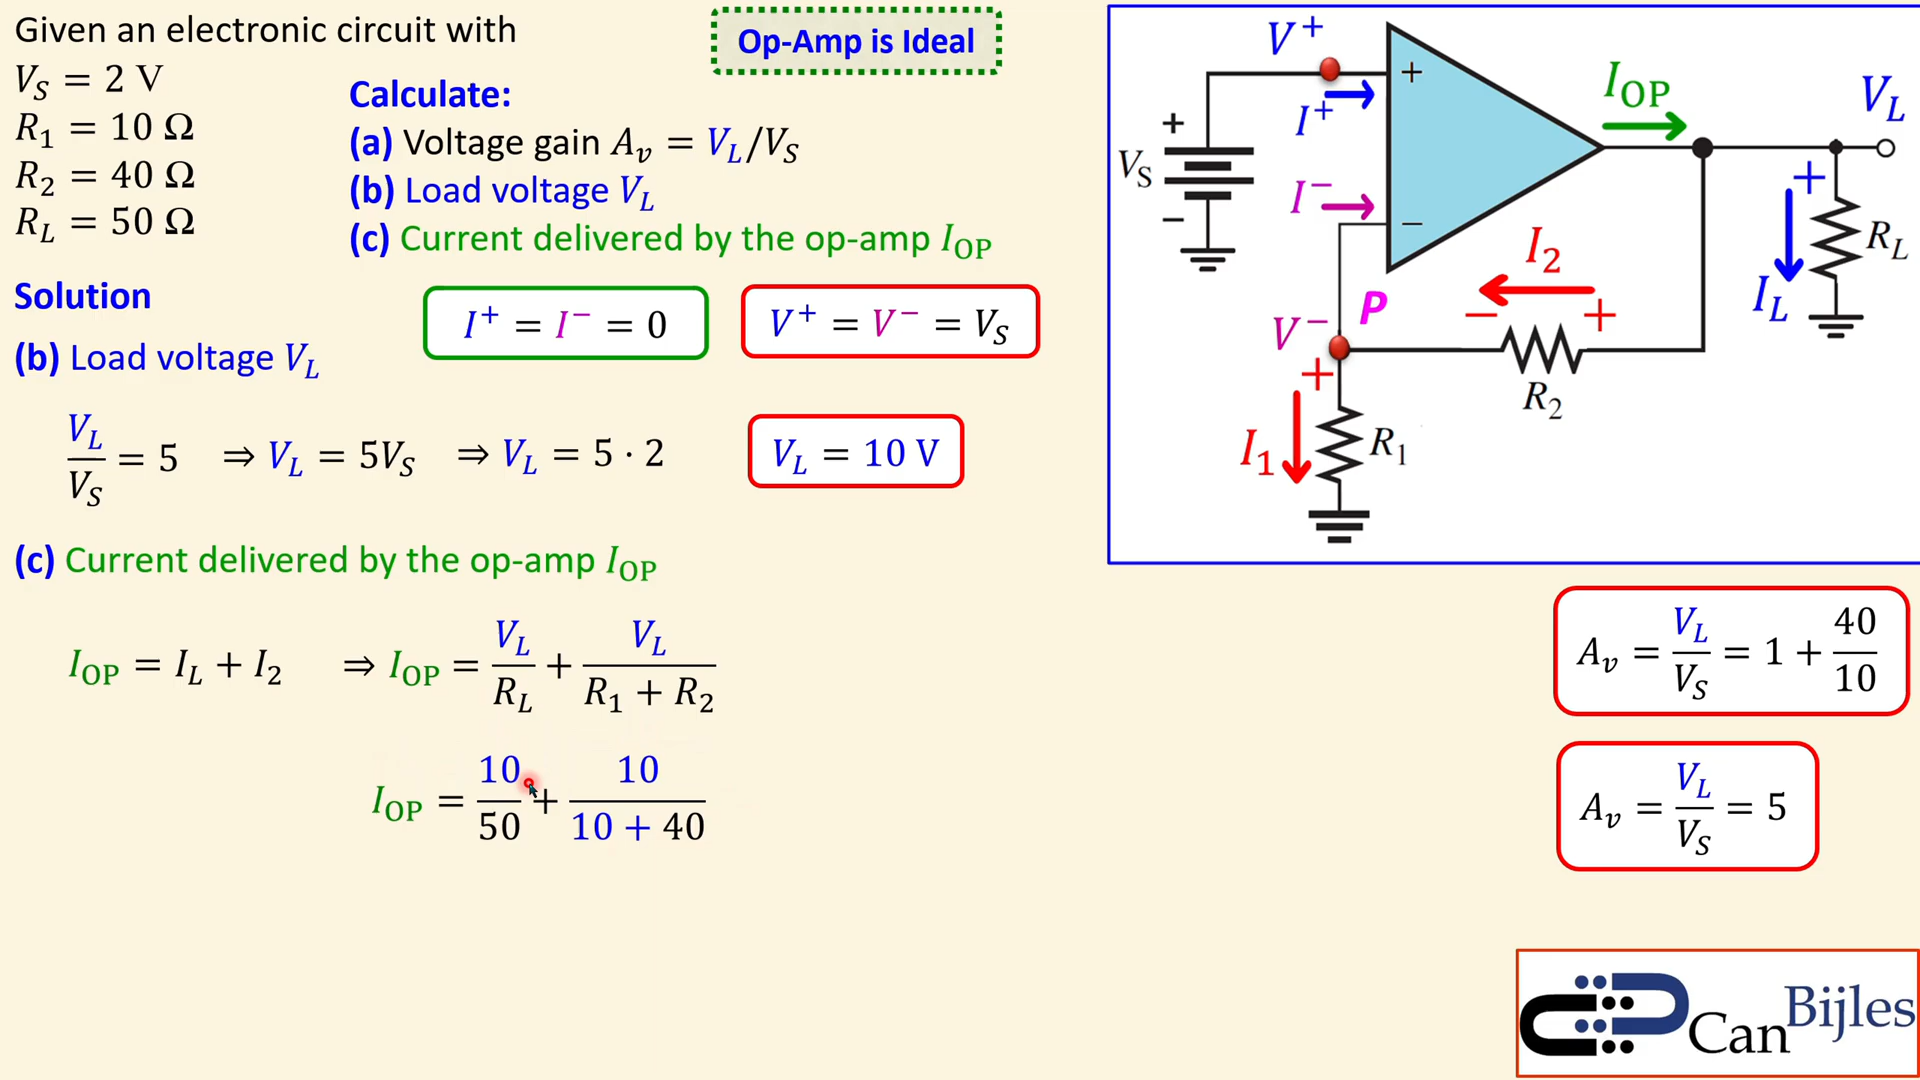 Given an electronic circuit with
V_S = 2 V
R_1 = 10 Ω
R_2 = 40 Ω
R_L = 50 Ω
Op-Amp is Ideal
Calculate:
(a) Voltage gain A_v = V_L/V_S
(b) Load voltage V_L
(c) Current delivered by the op-amp I_OP
Solution
I^+ = I^- = 0
V^+ = V^- = V_S
(b) Load voltage V_L
V_L/V_S = 5 ⇒ V_L = 5V_S ⇒ V_L = 5 · 2
V_L = 10 V
(c) Current delivered by the op-amp I_OP
I_OP = I_L + I_2 ⇒ I_OP = V_L/R_L + V_L/(R_1 + R_2)
I_OP = 10/50 + 10/(10 + 40)
V^+
+
I^+
I_OP
V_L
+
V_S
−
I^-
−
+
I_2
R_L
I_L
P
− +
V^-
+
R_2
I_1
R_1
A_v = V_L/V_S = 1 + 40/10
A_v = V_L/V_S = 5
Can Bijles